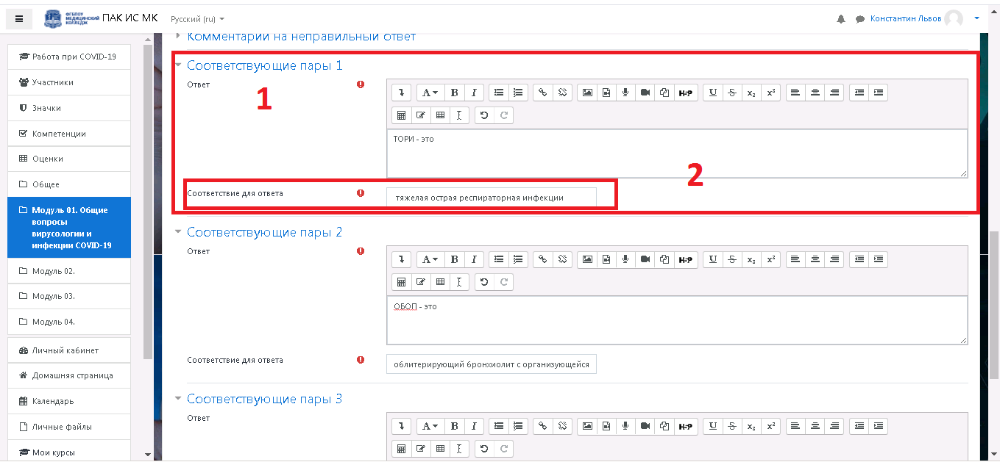 ФГБПОУ
МЕДИЦИНСКИЙ
КОЛЛЕДЖ
ПАК ИС МК
Русский (ru)
Константин Львов
Работа при COVID-19
Участники
Значки
Компетенции
Оценки
Общее
Модуль 01. Общие
вопросы
вирусологии и
инфекции COVID-19
Модуль 02.
Модуль 03.
Модуль 04.
Личный кабинет
Домашняя страница
Календарь
Личные файлы
Мои курсы
Комментарии на неправильный ответ
Соответствующие пары 1
Ответ
1
A B I
H-P
U S x₂ x²
ТОРИ - это
2
Соответствие для ответа
тяжелая острая респираторная инфекции
Соответствующие пары 2
Ответ
A B I
H-P
U S x₂ x²
ОБОП - это
Соответствие для ответа
облитерирующий бронхиолит с организующейся
Соответствующие пары 3
Ответ
A B I
H-P
U S x₂ x²